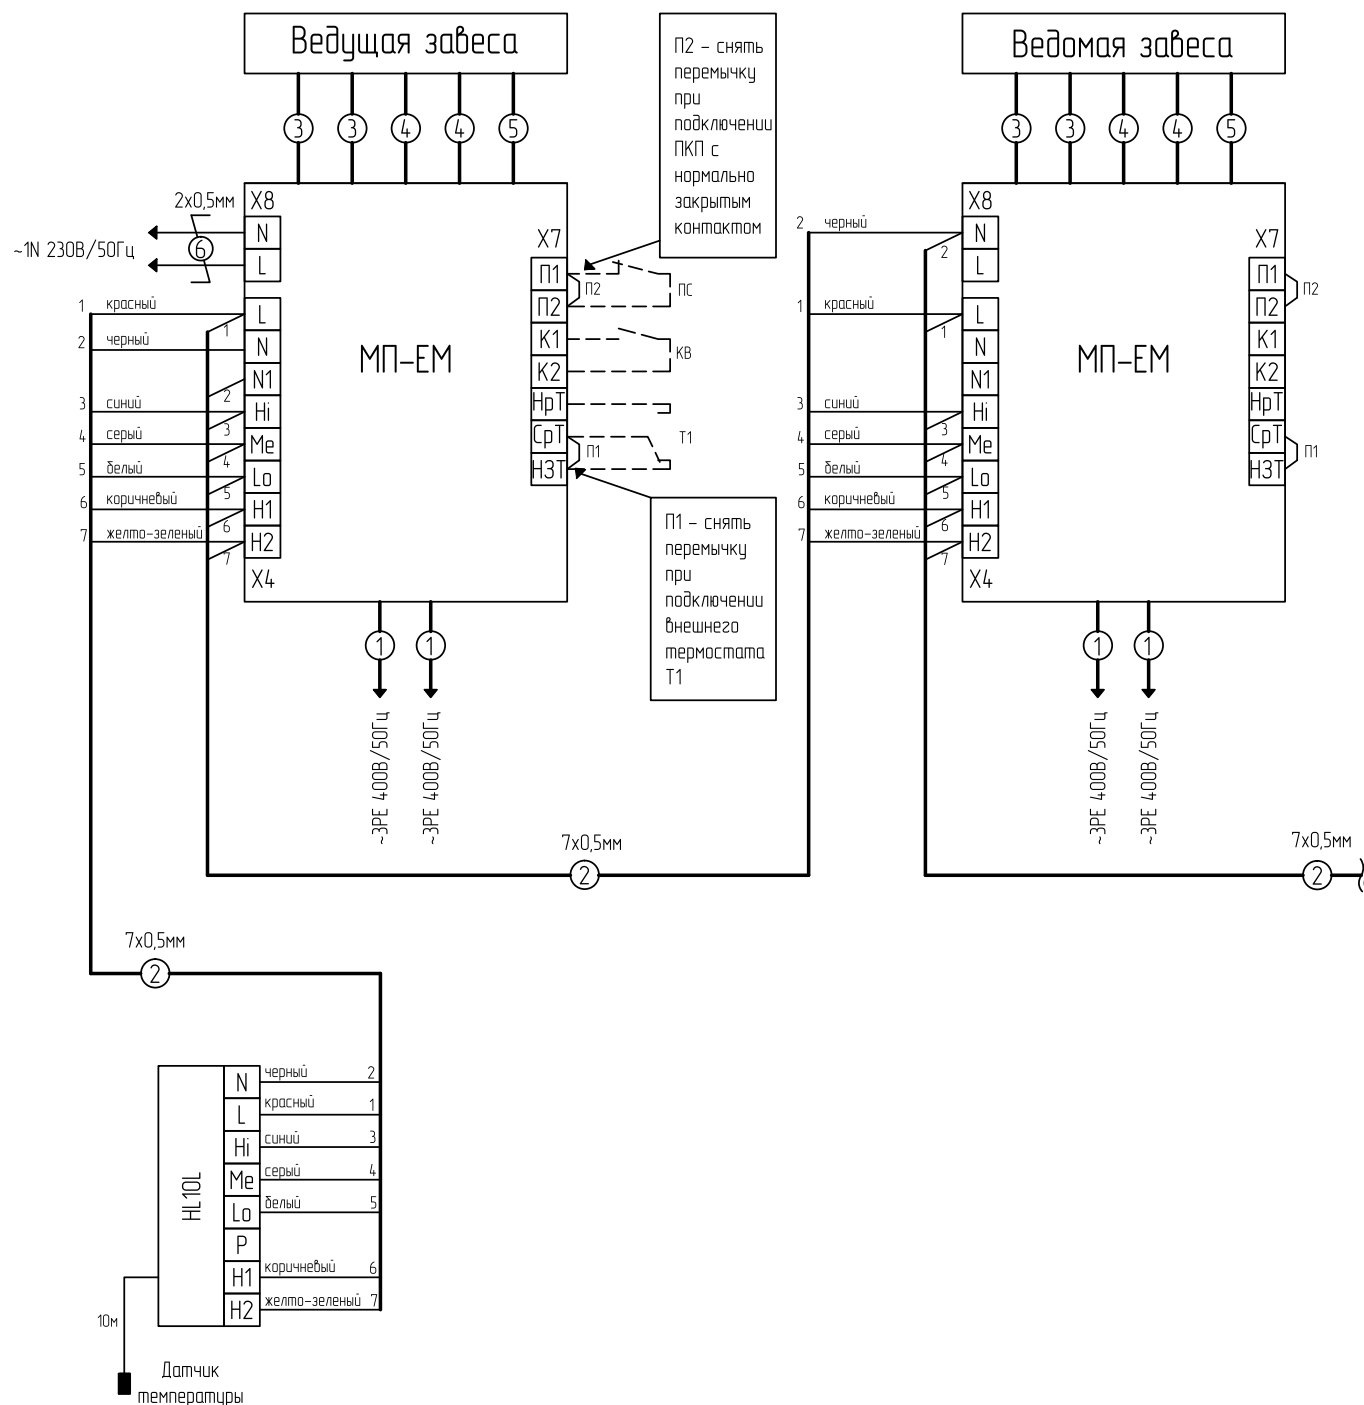 Ведущая завеса
3
3
4
4
5
2х0,5мм
~1N 230В/50Гц
6
X8
N
L
1
красный
2
черный
3
синий
4
серый
5
белый
6
коричневый
7
желто-зеленый
1
2
3
4
5
6
7
L
N
N1
Hi
Me
Lo
H1
H2
X4
МП-ЕМ
X7
П1
П2
К1
К2
НрТ
СрТ
НЗТ
П2
ПС
КВ
П1
Т1
П2 - снять
перемычку
при
подключении
ПКП с
нормально
закрытым
контактом
П1 - снять
перемычку
при
подключении
внешнего
термостата
Т1
1
1
~3PE 400В/50Гц
~3PE 400В/50Гц
7х0,5мм
2
Ведомая завеса
3
3
4
4
5
2
черный
1
красный
3
синий
4
серый
5
белый
6
коричневый
7
желто-зеленый
2
1
3
4
5
6
7
X8
N
L
L
N
N1
Hi
Me
Lo
H1
H2
X4
МП-ЕМ
X7
П1
П2
К1
К2
НрТ
СрТ
НЗТ
П2
П1
1
1
~3PE 400В/50Гц
~3PE 400В/50Гц
7х0,5мм
2
7х0,5мм
2
HL10L
N
черный
2
L
красный
1
Hi
синий
3
Me
серый
4
Lo
белый
5
P
H1
коричневый
6
H2
желто-зеленый
7
10м
Датчик
температуры